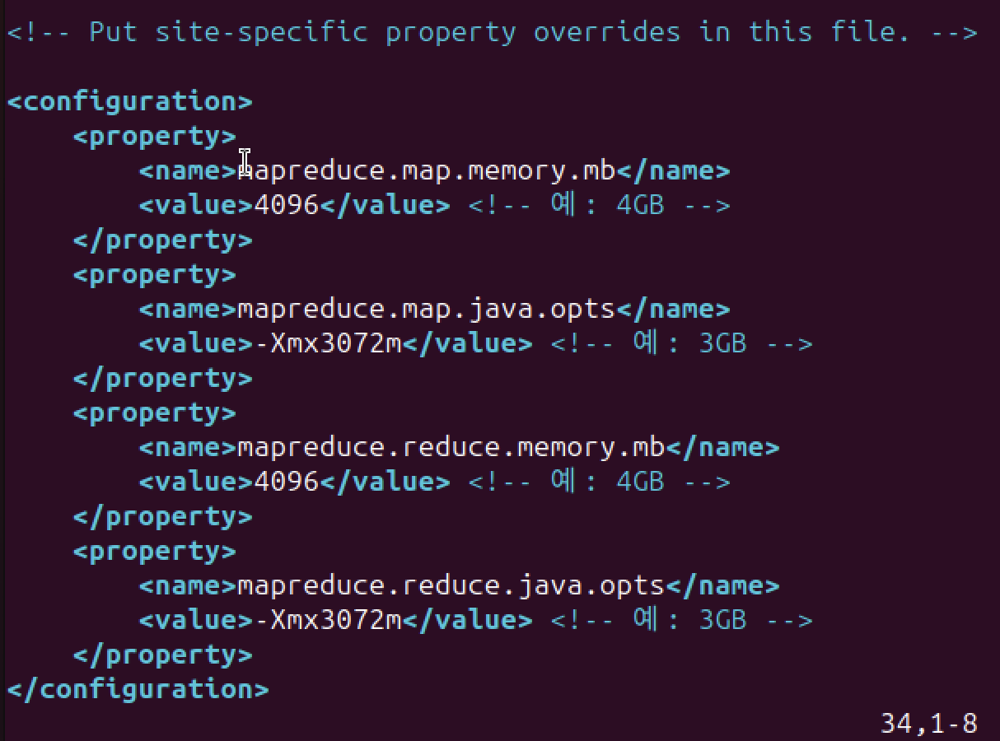 <!-- Put site-specific property overrides in this file. -->
<configuration>
    <property>
        <name>mapreduce.map.memory.mb</name>
        <value>4096</value> <!-- 예: 4GB -->
    </property>
    <property>
        <name>mapreduce.map.java.opts</name>
        <value>-Xmx3072m</value> <!-- 예: 3GB -->
    </property>
    <property>
        <name>mapreduce.reduce.memory.mb</name>
        <value>4096</value> <!-- 예: 4GB -->
    </property>
    <property>
        <name>mapreduce.reduce.java.opts</name>
        <value>-Xmx3072m</value> <!-- 예: 3GB -->
    </property>
</configuration>
34,1-8